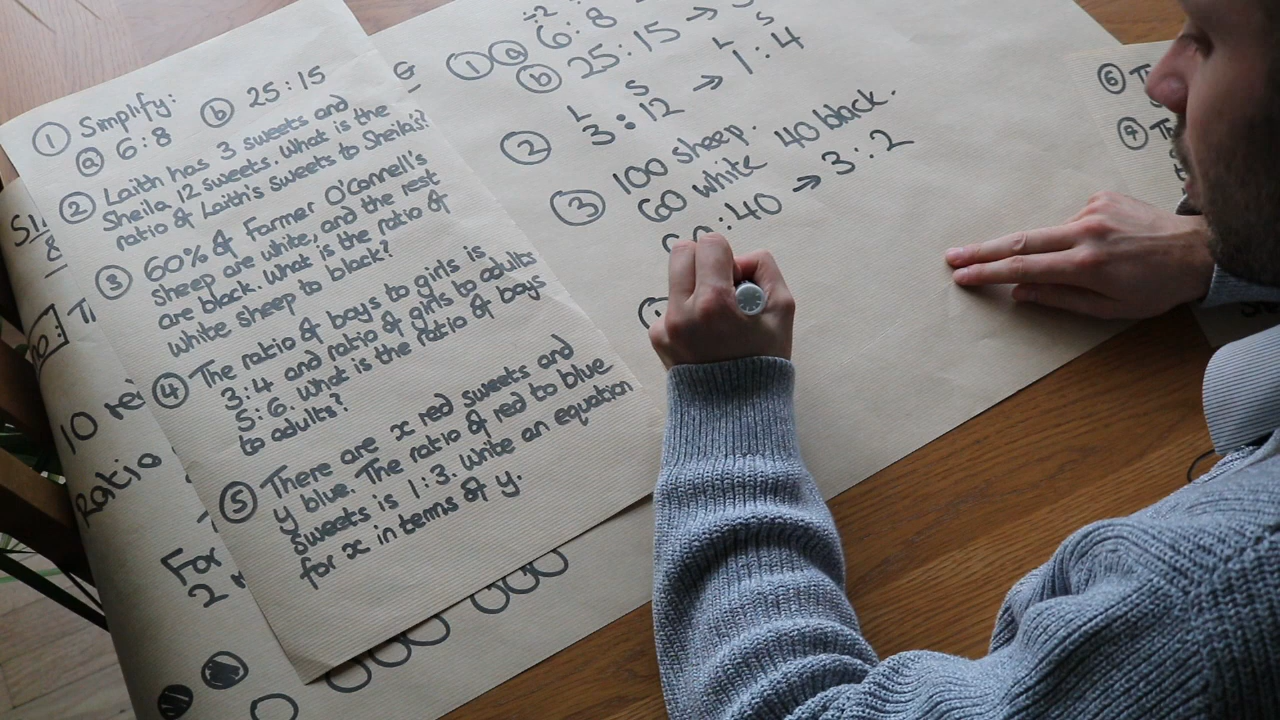 ① Simplify:
ⓐ 6:8 ⓑ 25:15
② Laith has 3 sweets and
Sheila 12 sweets. What is the
ratio of Laith's sweets to Sheila's?
③ 60% of Farmer O'Connell's
sheep are white, and the rest
are black. What is the ratio of
white sheep to black?
④ The ratio of boys to girls is
3:4 and ratio of girls to adults
5:6. What is the ratio of boys
to adults?
⑤ There are x red sweets and
y blue. The ratio of red to blue
sweets is 1:3. Write an equation
for x in terms of y.
10
Ratio
For
2
÷2
① ⓐ 6:8
ⓑ 25:15 →
L S L S
② 3:12 → 1:4
③ 100 sheep.
60 white 40 black.
:40 → 3:2
⑥
⑦